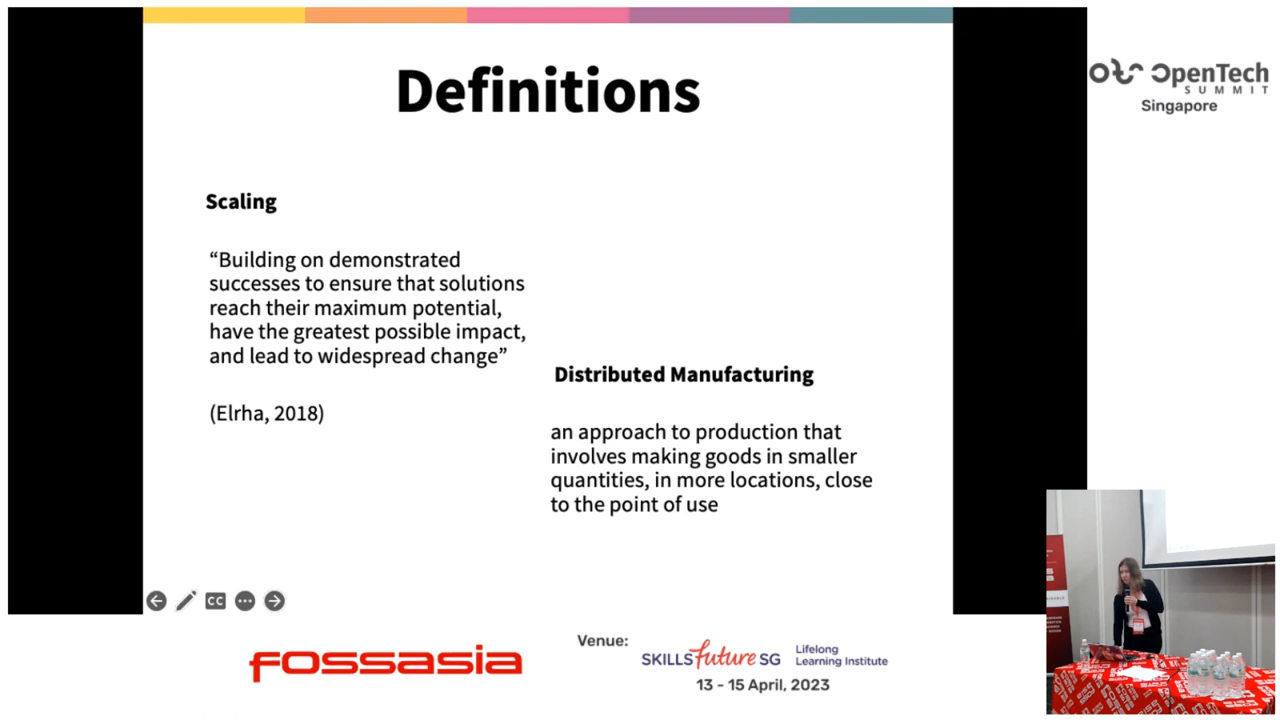 Definitions
Scaling
“Building on demonstrated
successes to ensure that solutions
reach their maximum potential,
have the greatest possible impact,
and lead to widespread change”
(Elrha, 2018)
Distributed Manufacturing
an approach to production that
involves making goods in smaller
quantities, in more locations, close
to the point of use
CC
OpenTech
SUMMIT
Singapore
fossasia
Venue:
SKILLSfuture SG
Lifelong
Learning Institute
13 - 15 April, 2023